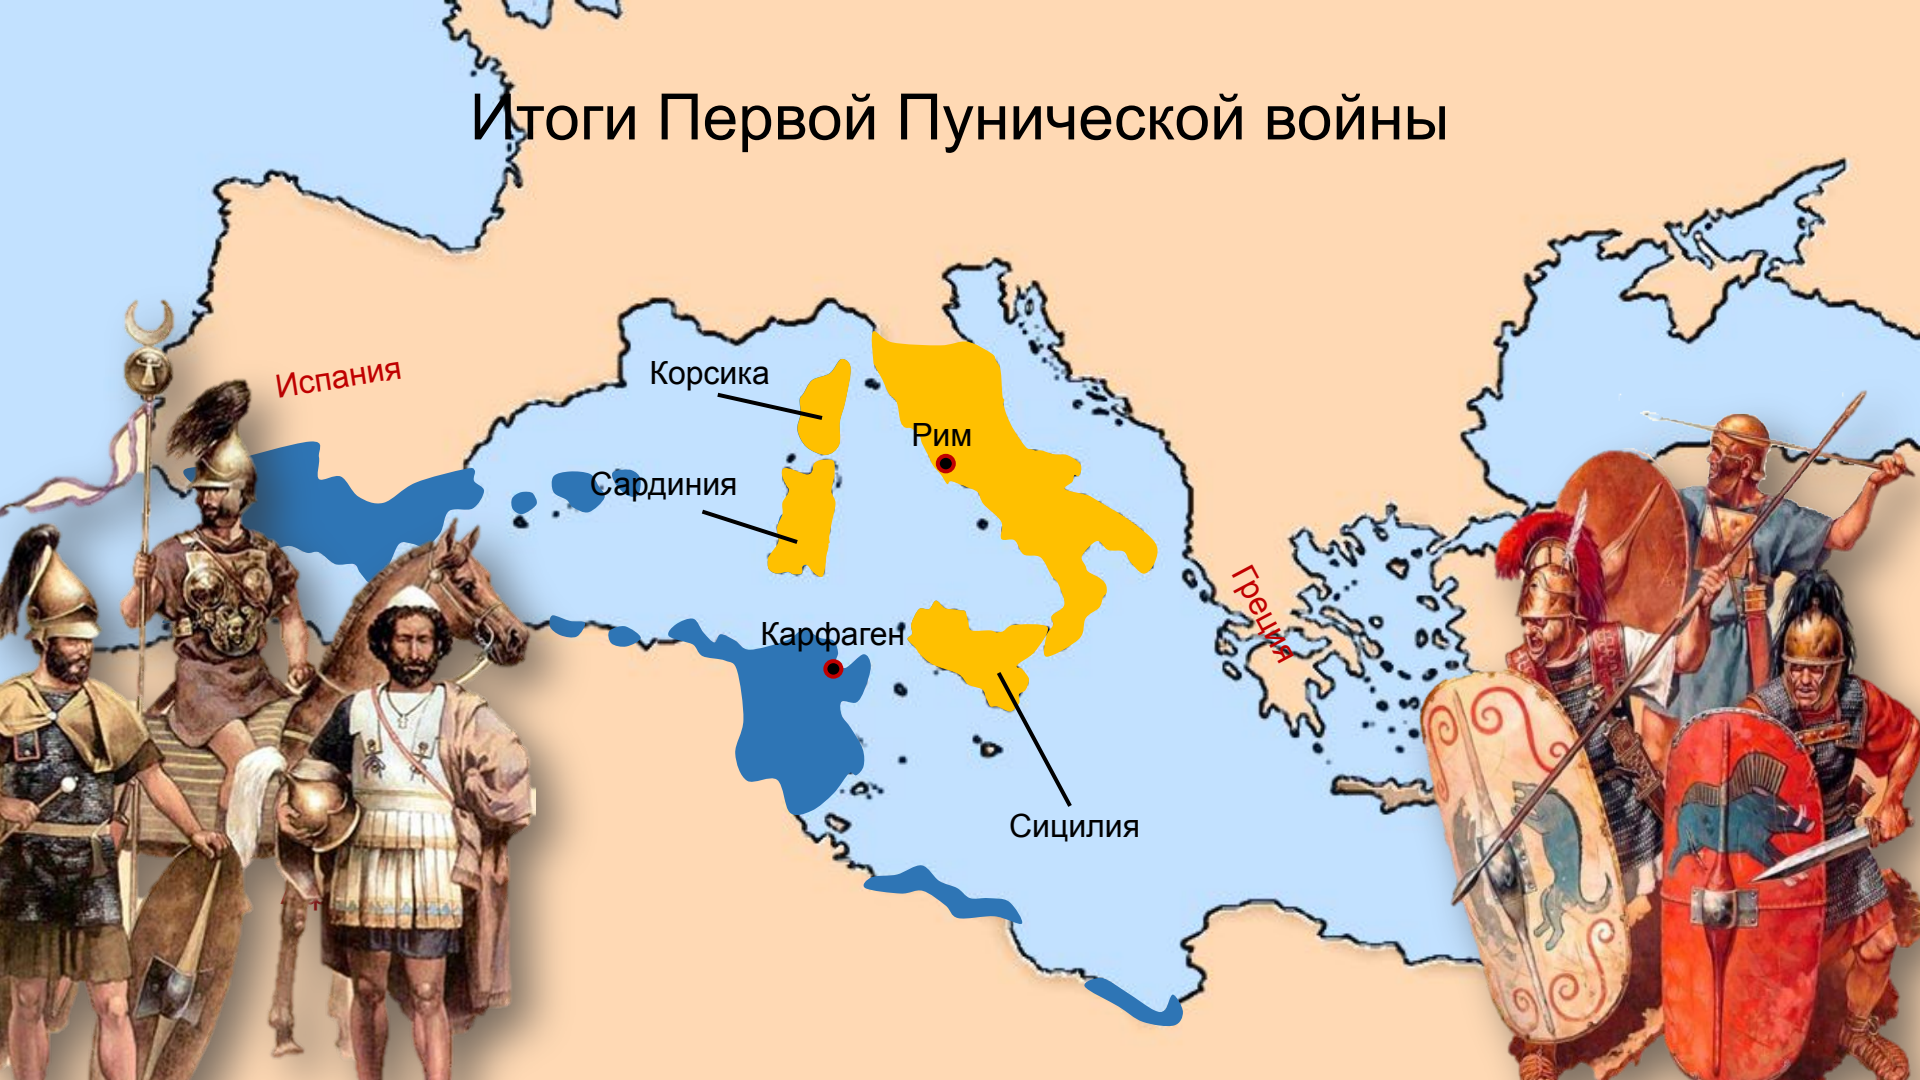 Итоги Первой Пунической войны
Испания
Корсика
Рим
Сардиния
Греция
Карфаген
Сицилия